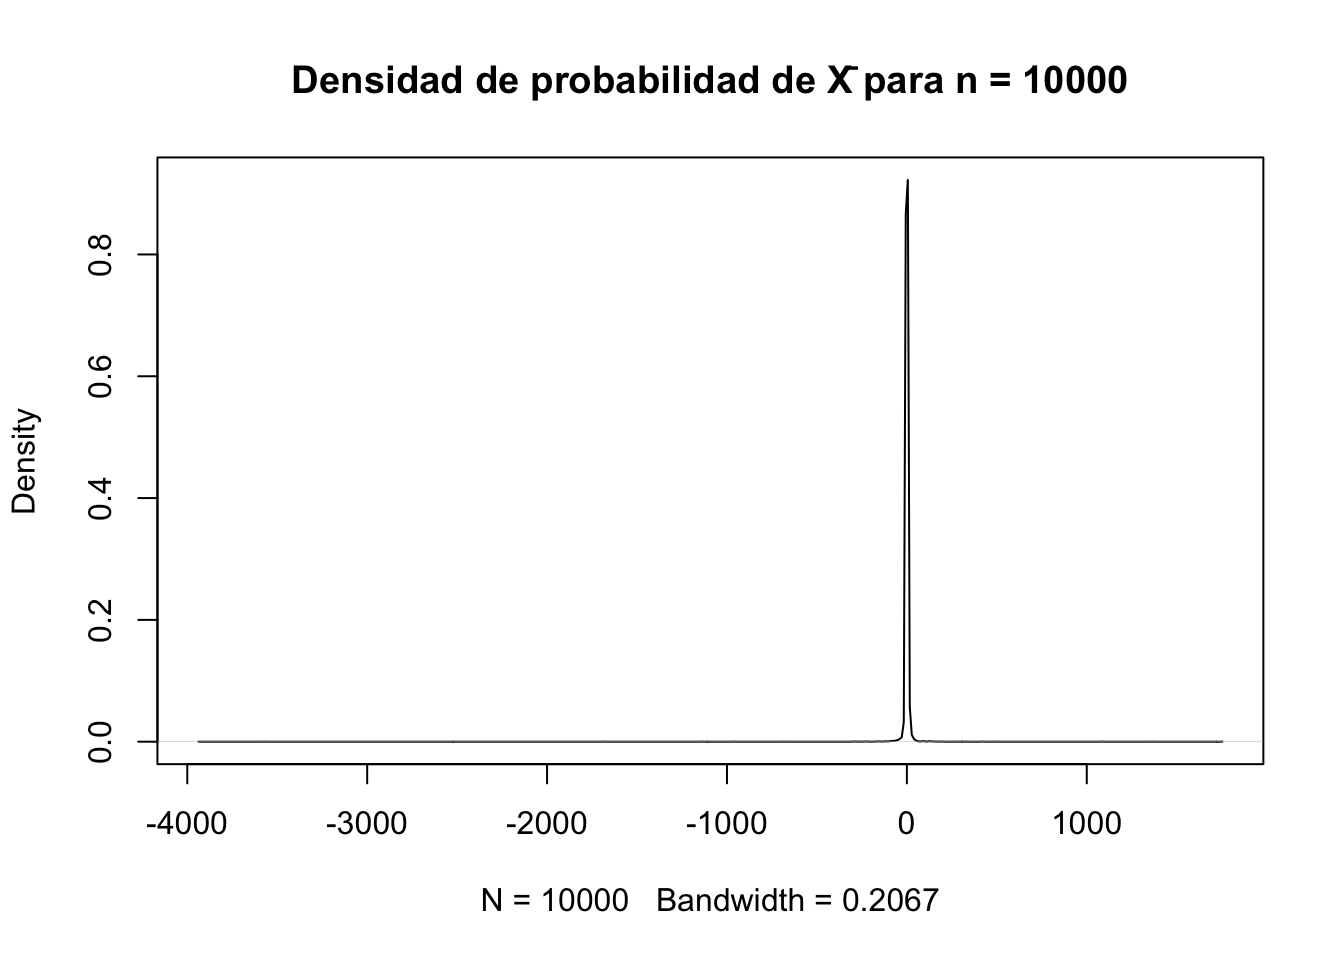 Densidad de probabilidad de X̄ para n = 10000
Density
0.8
0.6
0.4
0.2
0.0
-4000 -3000 -2000 -1000 0 1000
N = 10000 Bandwidth = 0.2067